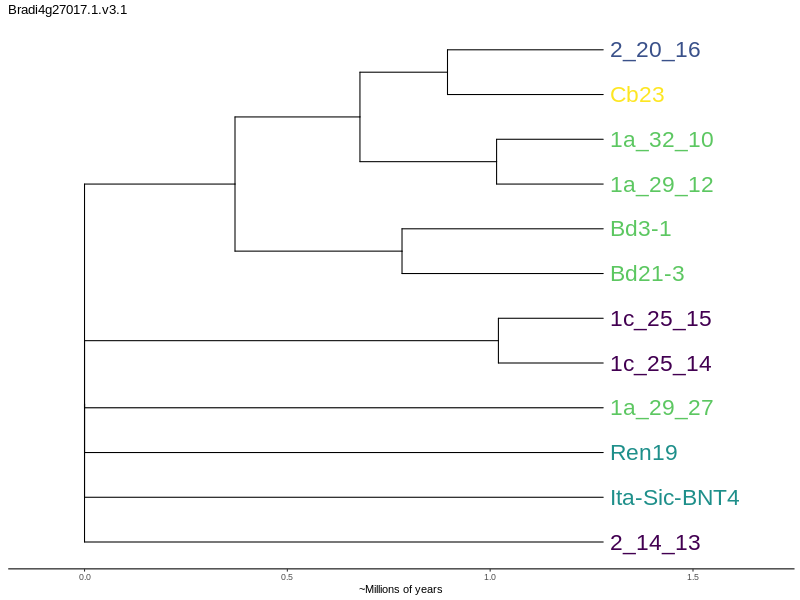 Bradi4g27017.1.v3.1
2_20_16
Cb23
1a_32_10
1a_29_12
Bd3-1
Bd21-3
1c_25_15
1c_25_14
1a_29_27
Ren19
Ita-Sic-BNT4
2_14_13
0.0 0.5 1.0 1.5
~Millions of years